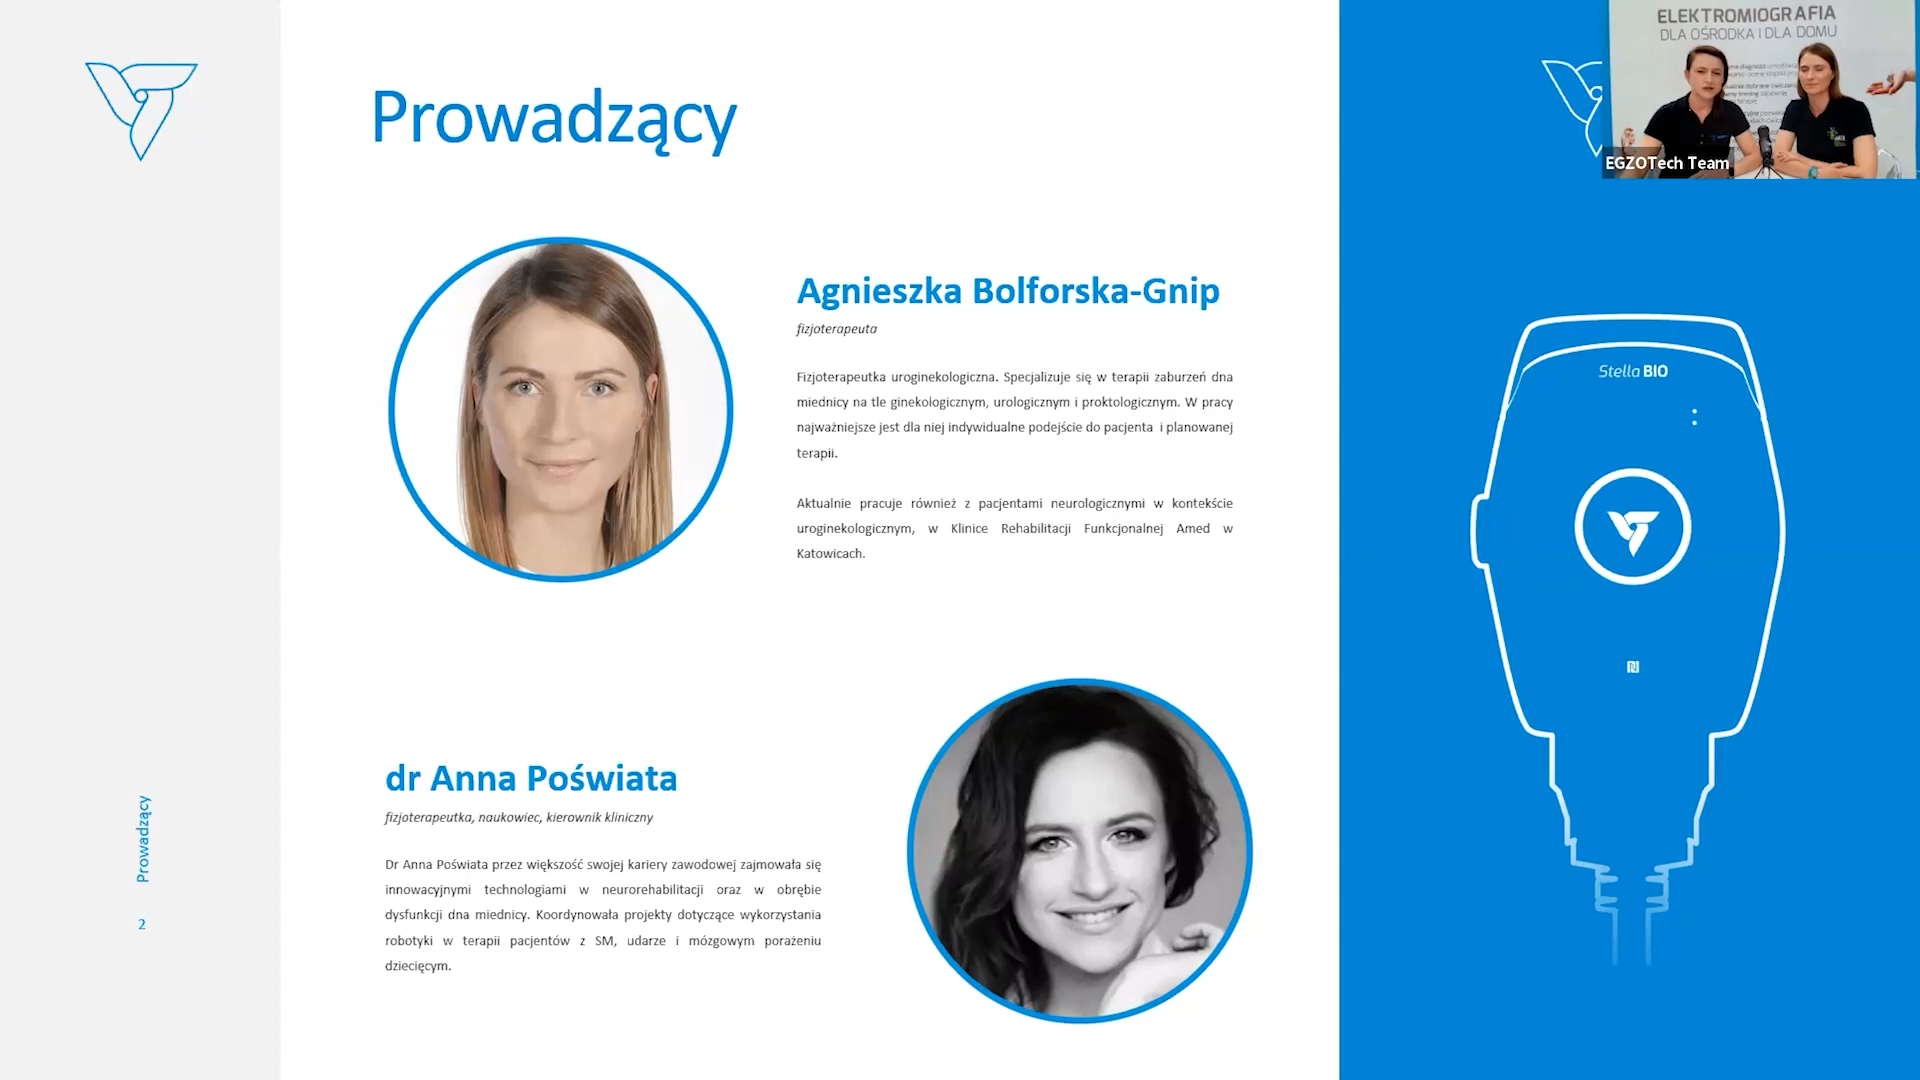 Prowadzący
Agnieszka Bolforska-Gnip
fizjoterapeuta
Fizjoterapeutka uroginekologiczna. Specjalizuje się w terapii zaburzeń dna
miednicy na tle ginekologicznym, urologicznym i proktologicznym. W pracy
najważniejsze jest dla niej indywidualne podejście do pacjenta i planowanej
terapii.
Aktualnie pracuje również z pacjentami neurologicznymi w kontekście
uroginekologicznym, w Klinice Rehabilitacji Funkcjonalnej Amed w
Katowicach.
dr Anna Poświata
fizjoterapeutka, naukowiec, kierownik kliniczny
Dr Anna Poświata przez większość swojej kariery zawodowej zajmowała się
innowacyjnymi technologiami w neurorehabilitacji oraz w obrębie
dysfunkcji dna miednicy. Koordynowała projekty dotyczące wykorzystania
robotyki w terapii pacjentów z SM, udarze i mózgowym porażeniu
dziecięcym.
Prowadzący
2
ELEKTROMIOGRAFIA
DLA OŚRODKA I DLA DOMU
EGZOTech Team
Stella BIO